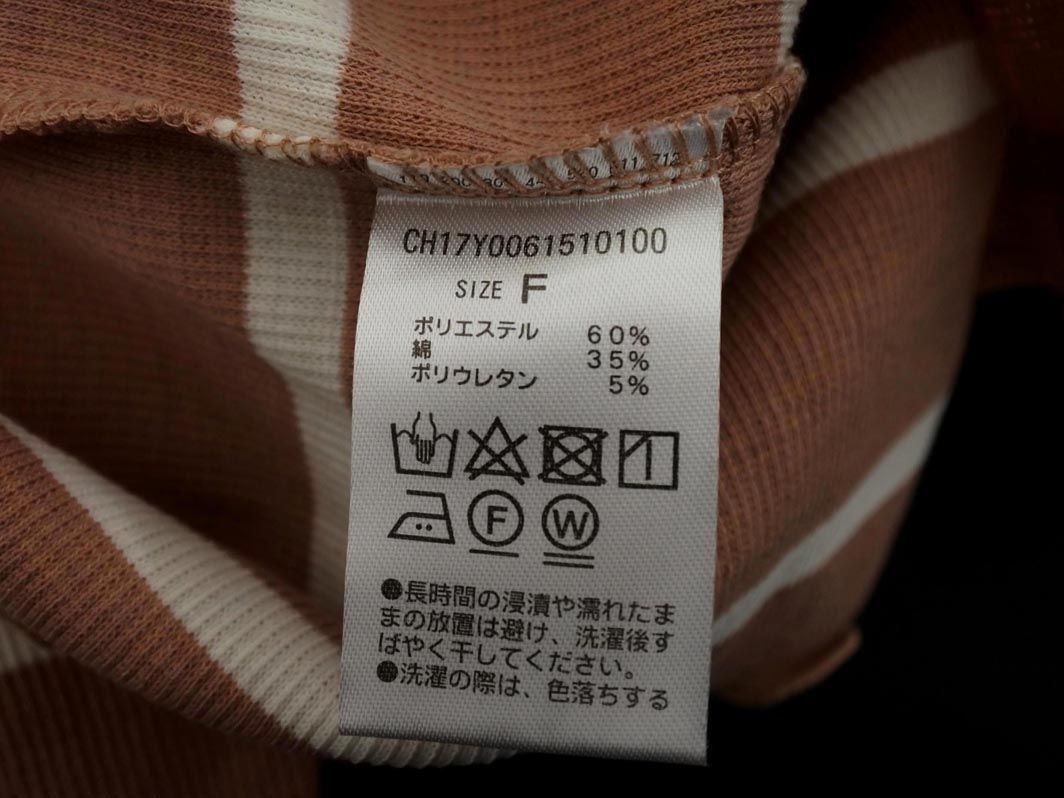 CH17Y0061510100
SIZE F
ポリエステル 60%
綿 35%
ポリウレタン 5%
F W
●長時間の浸漬や濡れたま
まの放置は避け、洗濯後す
ばやく干してください。
●洗濯の際は、色落ちする